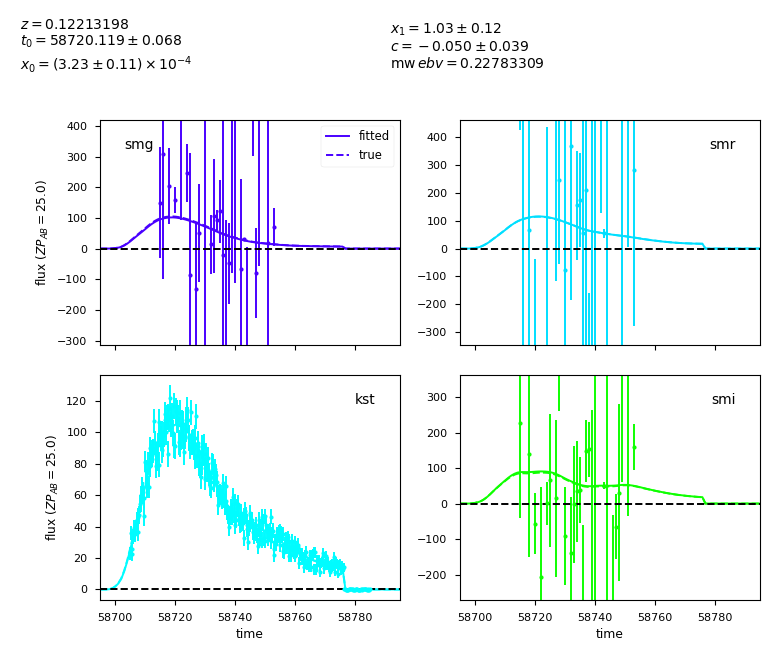 z = 0.12213198
t₀ = 58720.119 ± 0.068
x₀ = (3.23 ± 0.11) × 10⁻⁴
x₁ = 1.03 ± 0.12
c = −0.050 ± 0.039
mw ebv = 0.22783309
400
300
200
100
0
−100
−200
−300
flux (ZP_AB = 25.0)
smg
fitted
true
400
300
200
100
0
−100
−200
−300
smr
120
100
80
60
40
20
0
flux (ZP_AB = 25.0)
kst
58700
58720
58740
58760
58780
time
300
200
100
0
−100
−200
smi
58700
58720
58740
58760
58780
time